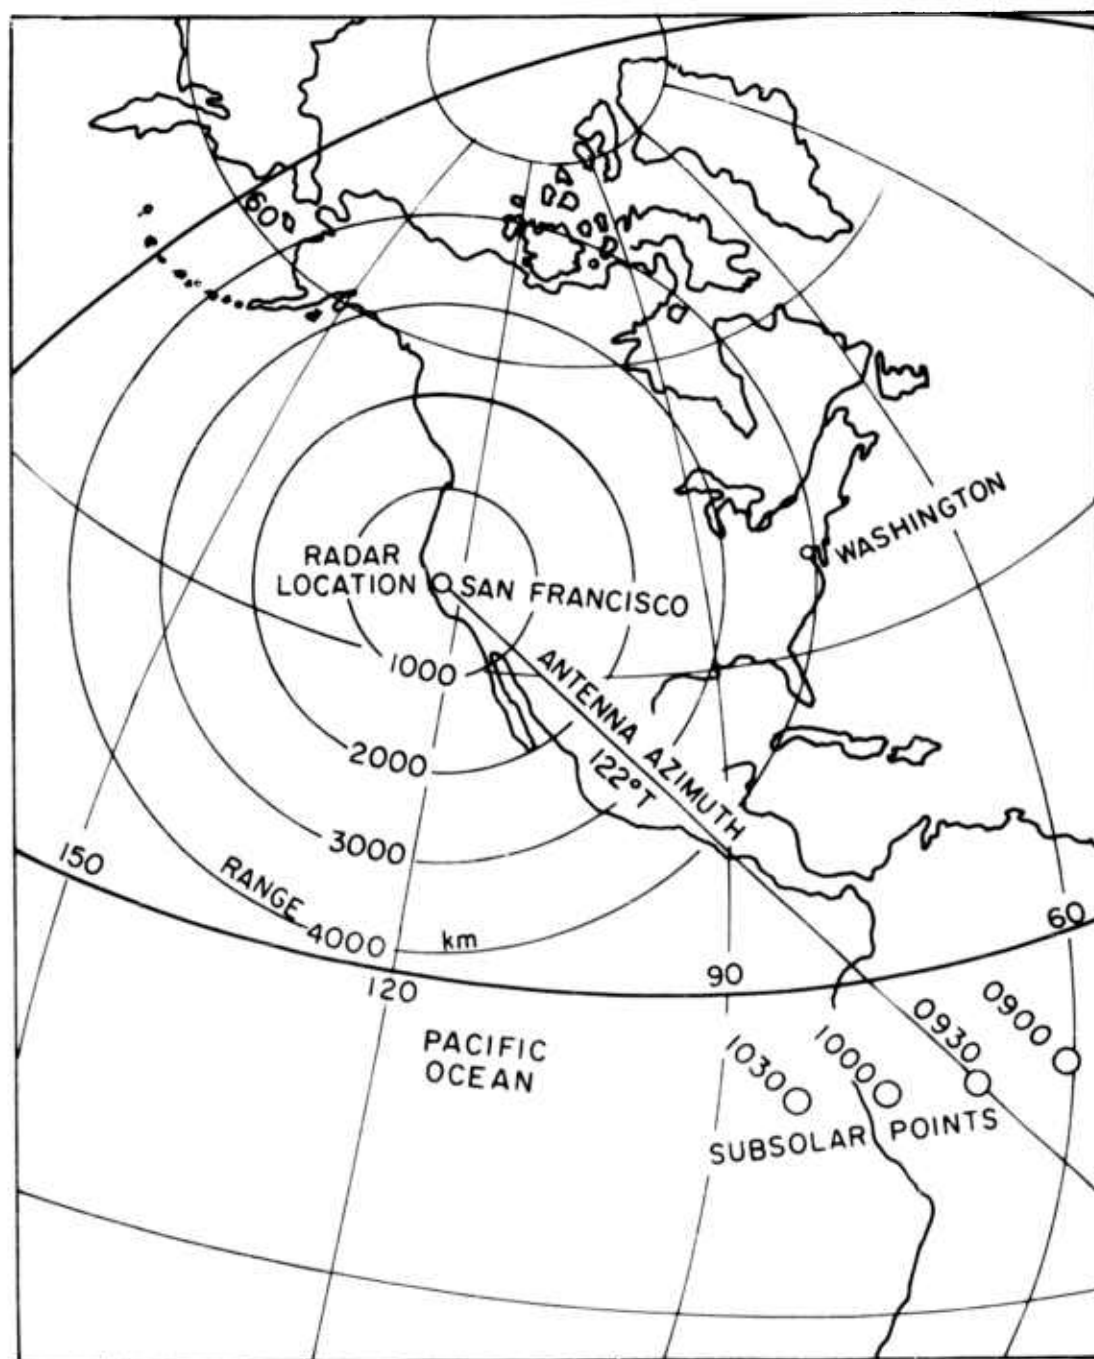 60
WASHINGTON
RADAR
LOCATION
SAN FRANCISCO
1000
ANTENNA AZIMUTH
122°T
2000
3000
150
RANGE
4000
km
60
120
90
PACIFIC
OCEAN
1030
1000
0930
0900
SUBSOLAR POINTS